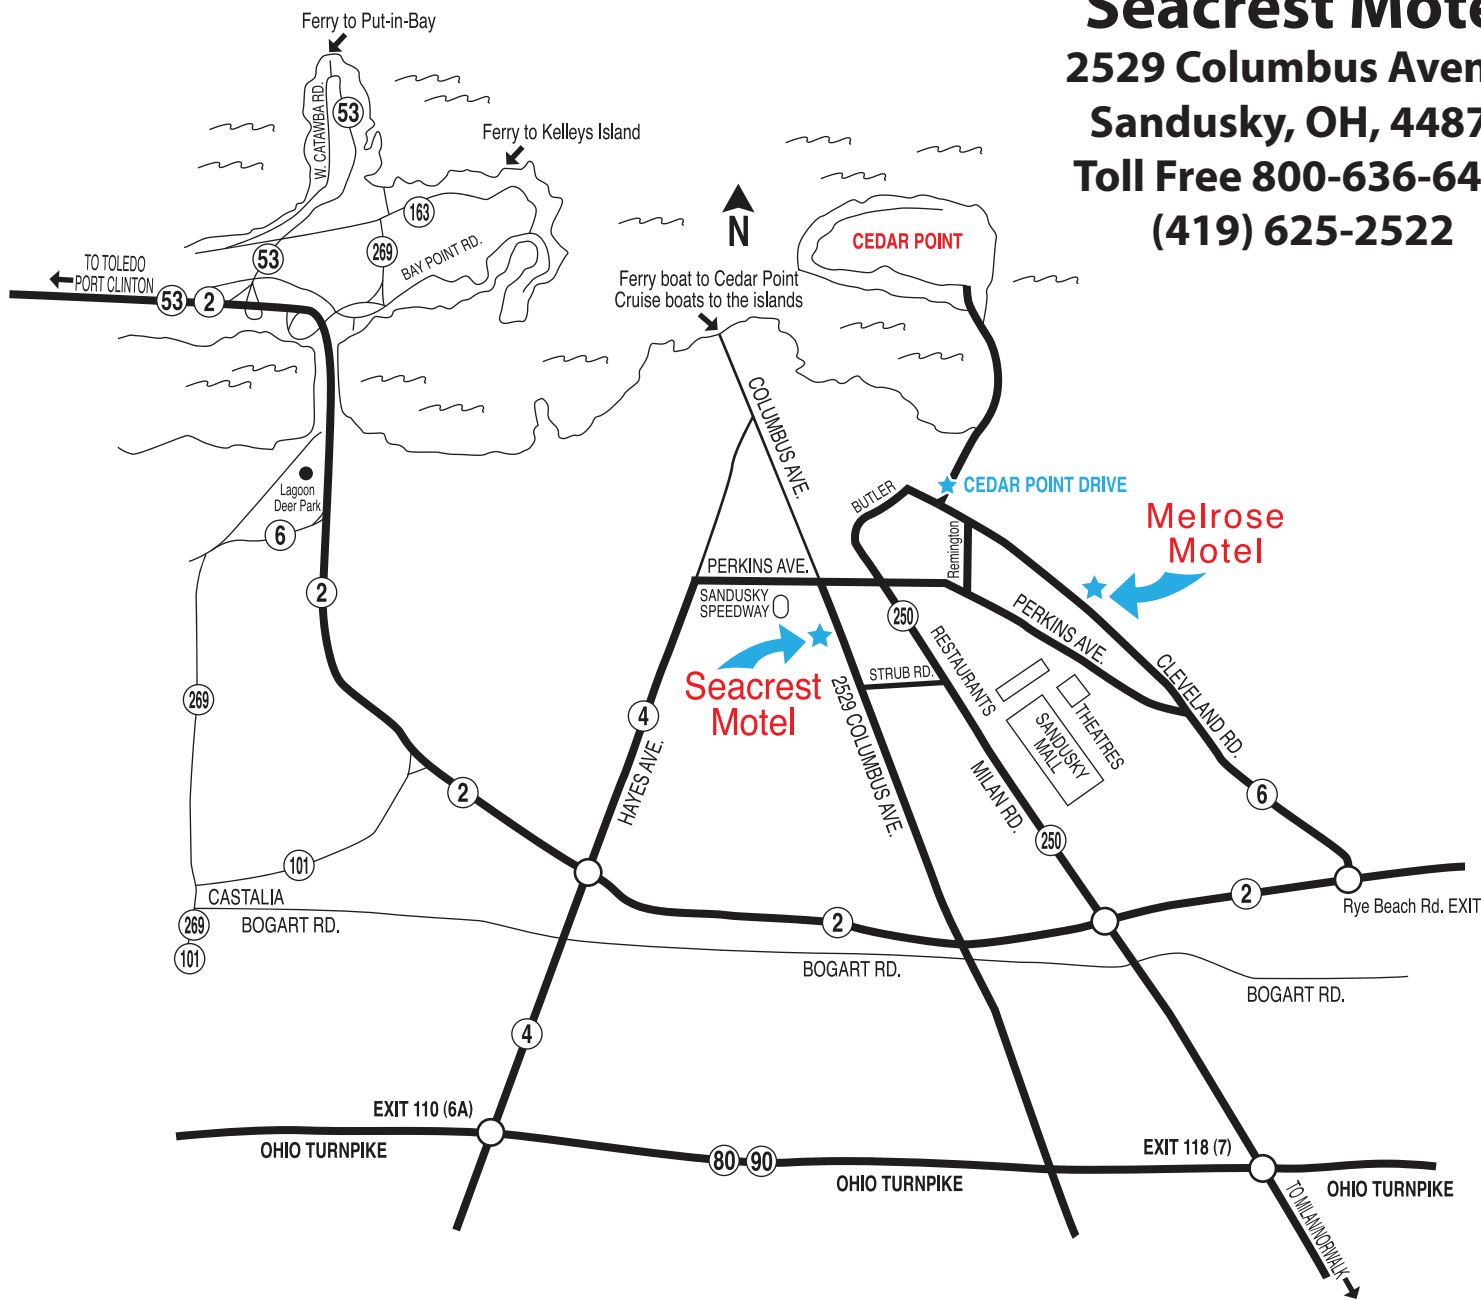 Ferry to Put-in-Bay
Seacrest
2529 Columbus
Sandusky, OH,
Toll Free
(419) 625-2522
W. CATAWBA RD.
53
Ferry to Kelleys Island
163
53
269
BAY POINT RD.
N
CEDAR POINT
TO TOLEDO
PORT CLINTON
53
2
Ferry boat to Cedar Point
Cruise boats to the islands
COLUMBUS AVE.
Lagoon
Deer Park
6
2
BUTLER
CEDAR POINT DRIVE
Remington
Melrose
Motel
PERKINS AVE.
SANDUSKY
SPEEDWAY
250
PERKINS AVE.
RESTAURANTS
STRUB RD.
Seacrest
Motel
2529 COLUMBUS AVE.
269
4
HAYES AVE.
SANDUSKY
MALL
THEATRES
CLEVELAND RD.
MILAN RD.
2
6
250
101
CASTALIA
269
101
BOGART RD.
2
2
Rye Beach Rd. EXIT
BOGART RD.
BOGART RD.
4
EXIT 110 (6A)
OHIO TURNPIKE
80
90
OHIO TURNPIKE
EXIT 118 (7)
OHIO TURNPIKE
TO MILAN/NORWALK